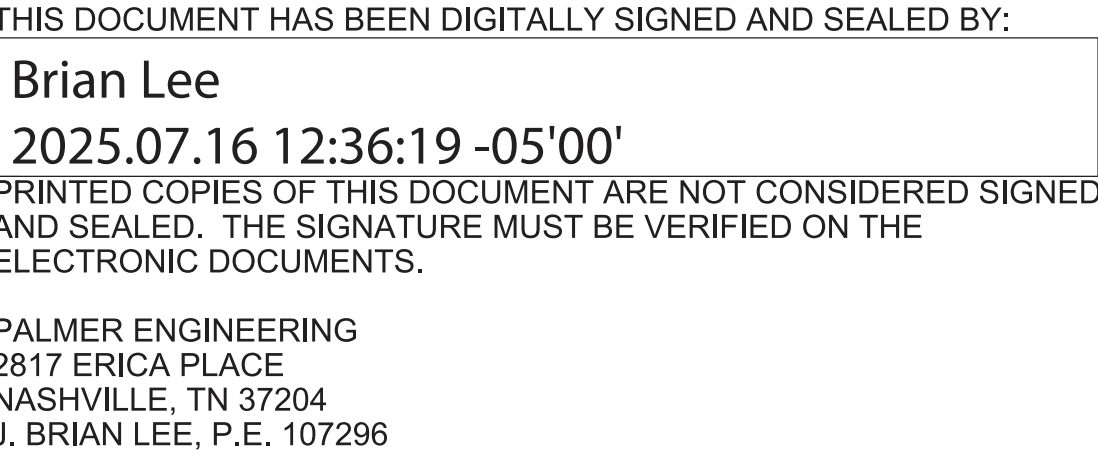 THIS DOCUMENT HAS BEEN DIGITALLY SIGNED AND SEALED BY:
Brian Lee
2025.07.16 12:36:19 -05'00'
PRINTED COPIES OF THIS DOCUMENT ARE NOT CONSIDERED SIGNED
AND SEALED.  THE SIGNATURE MUST BE VERIFIED ON THE
ELECTRONIC DOCUMENTS.
PALMER ENGINEERING
2817 ERICA PLACE
NASHVILLE, TN 37204
J. BRIAN LEE, P.E. 107296